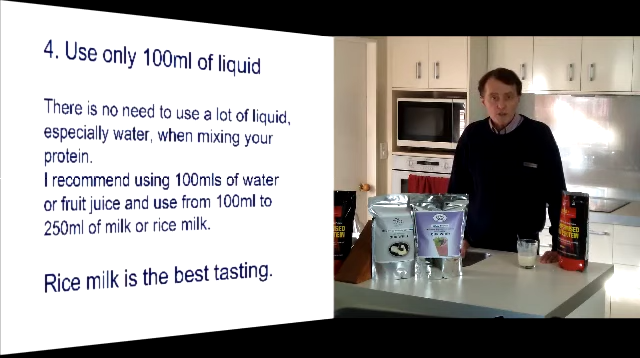 4. Use only 100ml of liquid
There is no need to use a lot of liquid,
especially water, when mixing your
protein.
I recommend using 100mls of water
or fruit juice and use from 100ml to
250ml of milk or rice milk.
Rice milk is the best tasting.